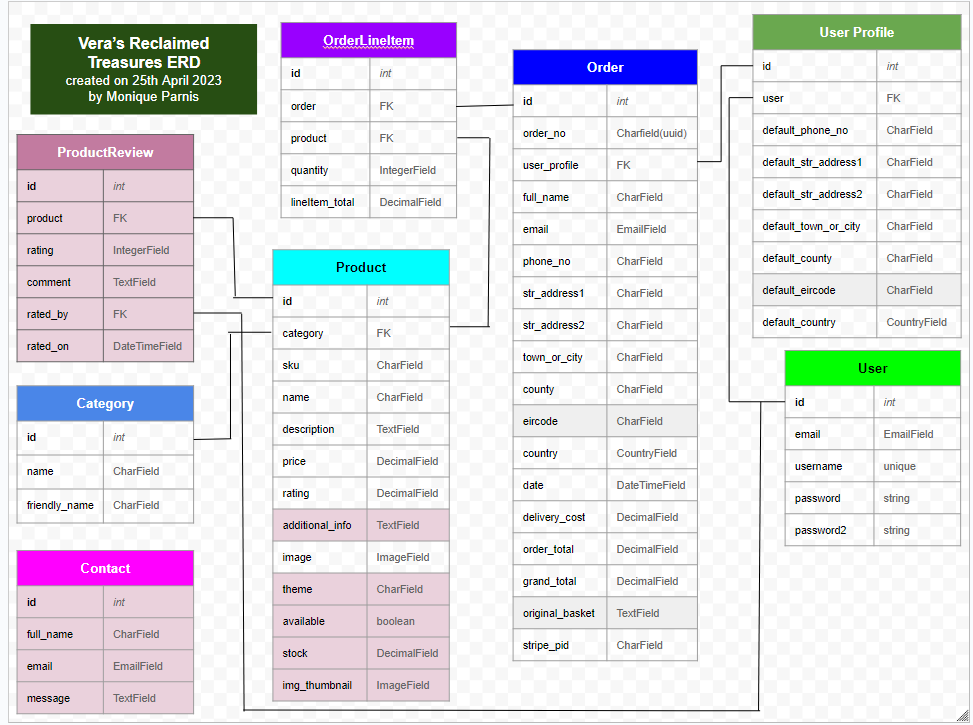 Vera's Reclaimed
Treasures ERD
created on 25th April 2023
by Monique Parnis
ProductReview
id int
product FK
rating IntegerField
comment TextField
rated_by FK
rated_on DateTimeField
Category
id int
name CharField
friendly_name CharField
Contact
id int
full_name CharField
email EmailField
message TextField
OrderLineItem
id int
order FK
product FK
quantity IntegerField
lineItem_total DecimalField
Product
id int
category FK
sku CharField
name CharField
description TextField
price DecimalField
rating DecimalField
additional_info TextField
image ImageField
theme CharField
available boolean
stock DecimalField
img_thumbnail ImageField
Order
id int
order_no Charfield(uuid)
user_profile FK
full_name CharField
email EmailField
phone_no CharField
str_address1 CharField
str_address2 CharField
town_or_city CharField
county CharField
eircode CharField
country CountryField
date DateTimeField
delivery_cost DecimalField
order_total DecimalField
grand_total DecimalField
original_basket TextField
stripe_pid CharField
User Profile
id int
user FK
default_phone_no CharField
default_str_address1 CharField
default_str_address2 CharField
default_town_or_city CharField
default_county CharField
default_eircode CharField
default_country CountryField
User
id int
email EmailField
username unique
password string
password2 string